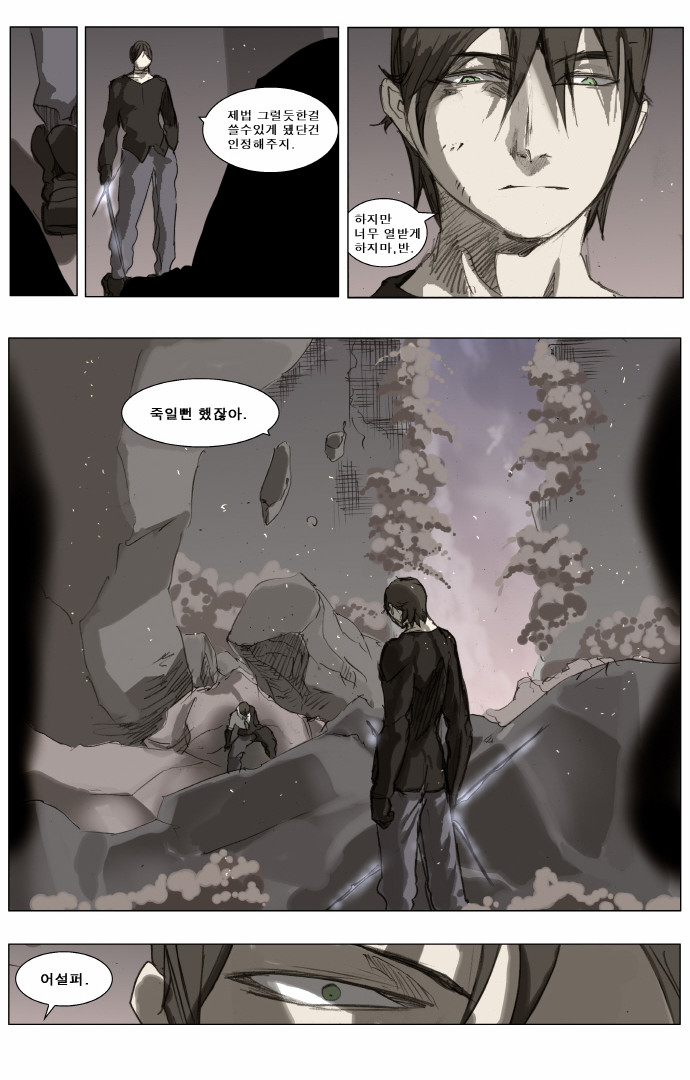 제법 그럴듯한걸
쓸수있게 됐단건
인정해주지.
하지만
너무 열받게
하지마,반.
죽일뻔 했잖아.
어설퍼.